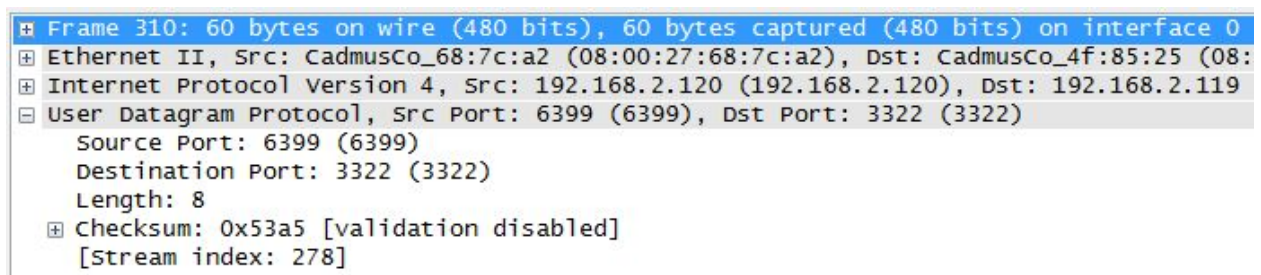 Frame 310: 60 bytes on wire (480 bits), 60 bytes captured (480 bits) on interface 0
Ethernet II, Src: CadmusCo_68:7c:a2 (08:00:27:68:7c:a2), Dst: CadmusCo_4f:85:25 (08:
Internet Protocol Version 4, Src: 192.168.2.120 (192.168.2.120), Dst: 192.168.2.119
User Datagram Protocol, Src Port: 6399 (6399), Dst Port: 3322 (3322)
Source Port: 6399 (6399)
Destination Port: 3322 (3322)
Length: 8
Checksum: 0x53a5 [validation disabled]
[Stream index: 278]